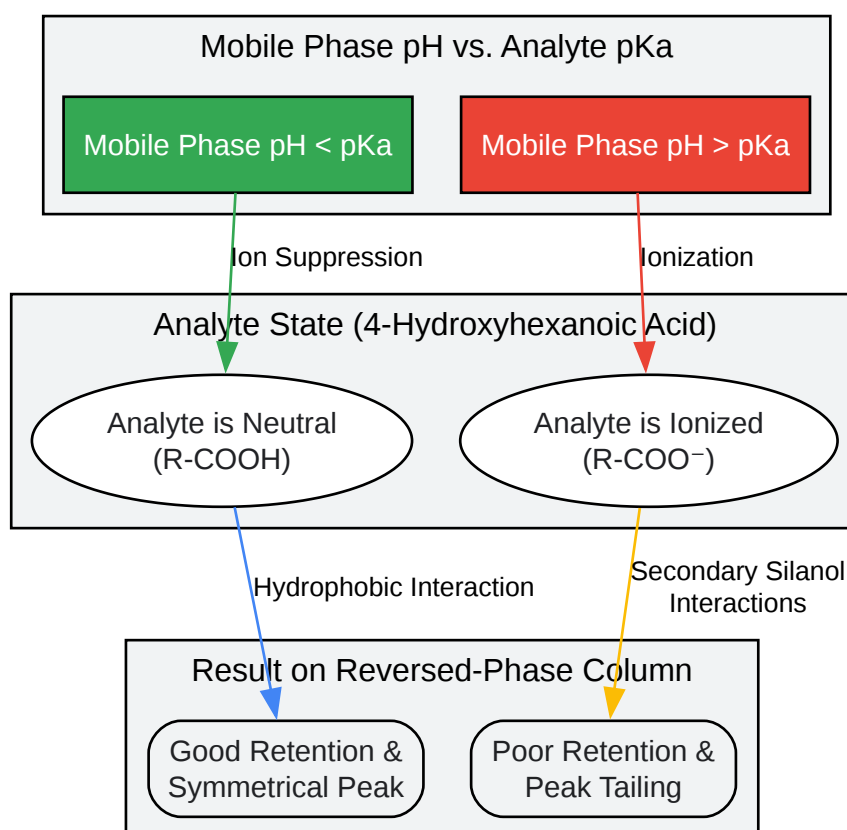 Mobile Phase pH vs. Analyte pKa
Mobile Phase pH < pKa
Mobile Phase pH > pKa
Ion Suppression
Ionization
Analyte State (4-Hydroxyhexanoic Acid)
Analyte is Neutral
(R-COOH)
Analyte is Ionized
(R-COO⁻)
Hydrophobic Interaction
Secondary Silanol
Interactions
Result on Reversed-Phase Column
Good Retention &
Symmetrical Peak
Poor Retention &
Peak Tailing